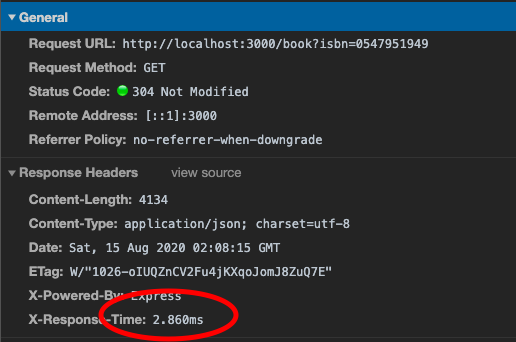 General
Request URL: http://localhost:3000/book?isbn=0547951949
Request Method: GET
Status Code: 304 Not Modified
Remote Address: [::1]:3000
Referrer Policy: no-referrer-when-downgrade
Response Headers view source
Content-Length: 4134
Content-Type: application/json; charset=utf-8
Date: Sat, 15 Aug 2020 02:08:15 GMT
ETag: W/"1026-oIUQZnCV2Fu4jKXqoJomJ8ZuQ7E"
X-Powered-By: Express
X-Response-Time: 2.860ms